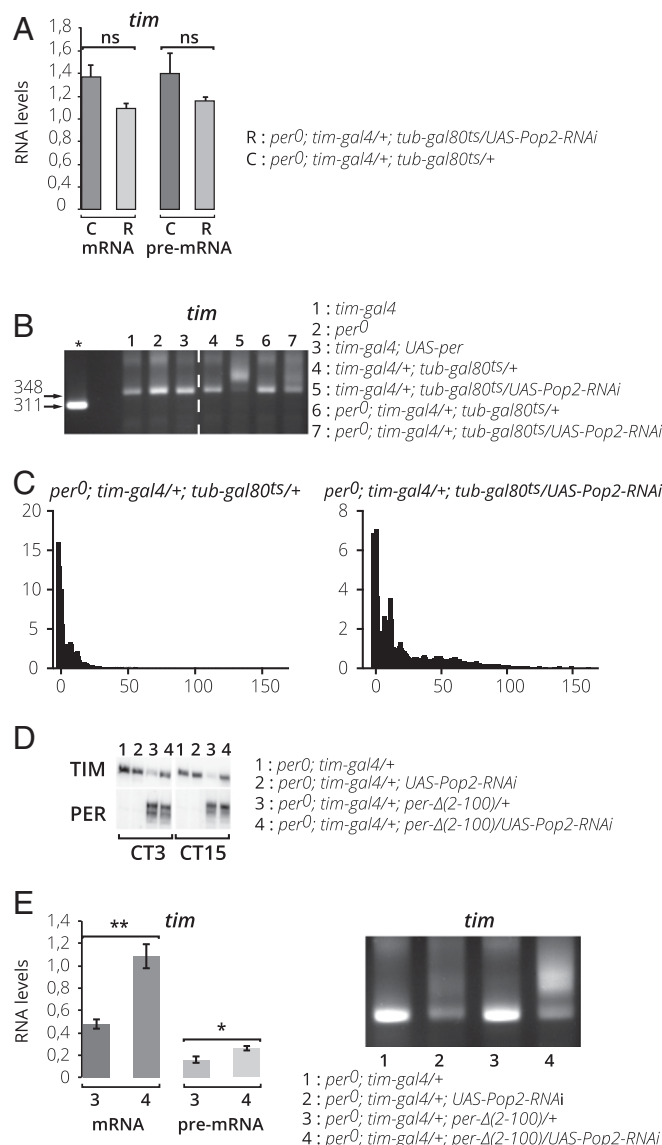 A
tim
RNA levels
1,8
1,6
1,4
1,2
1,0
0,8
0,6
0,4
0,2
0
ns
ns
C R C R
mRNA pre-mRNA
R : per0; tim-gal4/+; tub-gal80ts/UAS-Pop2-RNAi
C : per0; tim-gal4/+; tub-gal80ts/+
B
tim
* 1 2 3 4 5 6 7
348
311
1 : tim-gal4
2 : per0
3 : tim-gal4; UAS-per
4 : tim-gal4/+; tub-gal80ts/+
5 : tim-gal4/+; tub-gal80ts/UAS-Pop2-RNAi
6 : per0; tim-gal4/+; tub-gal80ts/+
7 : per0; tim-gal4/+; tub-gal80ts/UAS-Pop2-RNAi
C
per0; tim-gal4/+; tub-gal80ts/+
20
15
10
5
0
0 50 100 150
per0; tim-gal4/+; tub-gal80ts/UAS-Pop2-RNAi
8
6
4
2
0
0 50 100 150
D
1 2 3 4 1 2 3 4
TIM
PER
CT3 CT15
1 : per0; tim-gal4/+
2 : per0; tim-gal4/+; UAS-Pop2-RNAi
3 : per0; tim-gal4/+; per-Δ(2-100)/+
4 : per0; tim-gal4/+; per-Δ(2-100)/UAS-Pop2-RNAi
E
tim
RNA levels
1,4
1,2
1,0
0,8
0,6
0,4
0,2
0
**
*
3 4 3 4
mRNA pre-mRNA
tim
1 2 3 4
1 : per0; tim-gal4/+
2 : per0; tim-gal4/+; UAS-Pop2-RNAi
3 : per0; tim-gal4/+; per-Δ(2-100)/+
4 : per0; tim-gal4/+; per-Δ(2-100)/UAS-Pop2-RNAi